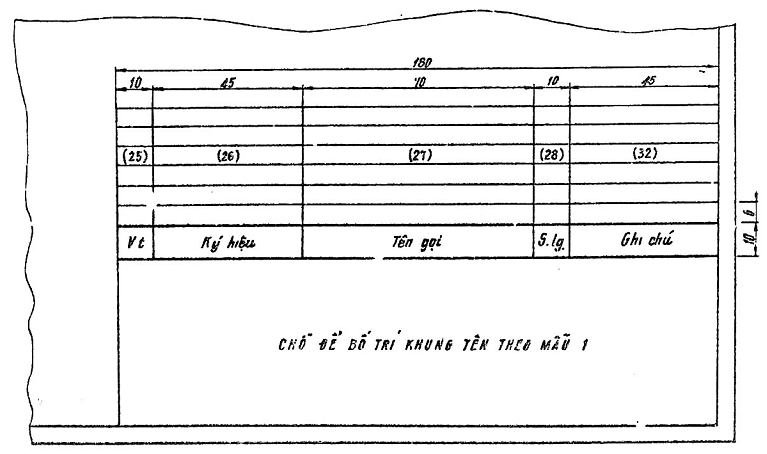 180
10 45 70 10 45
(25) (26) (27) (28) (32)
6
Vt Ký hiệu Tên gọi S.lg. Ghi chú
10
CHỖ ĐỂ BỐ TRÍ KHUNG TÊN THEO MẪU 1